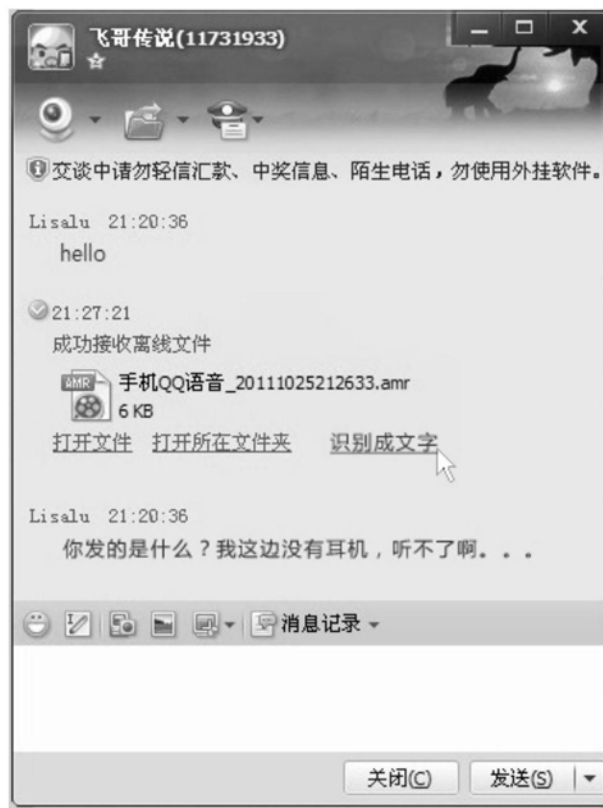 飞哥传说(11731933)
交谈中请勿轻信汇款、中奖信息、陌生电话，勿使用外挂软件。
Lisalu 21:20:36
hello
21:27:21
成功接收离线文件
AMR
手机QQ语音_20111025212633.amr
6 KB
打开文件 打开所在文件夹 识别成文字
Lisalu 21:20:36
你发的是什么？我这边没有耳机，听不了啊。。。
消息记录
关闭(C) 发送(S)